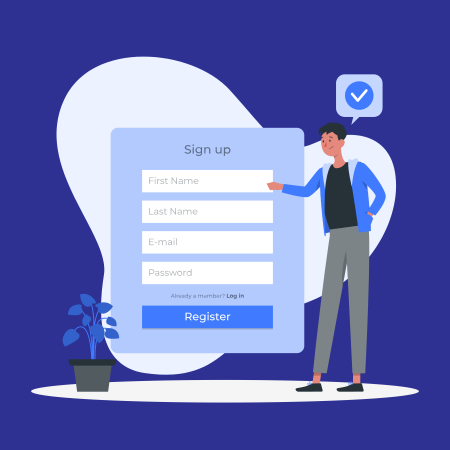 Sign up
First Name
Last Name
E-mail
Password
Already a member? Log in
Register